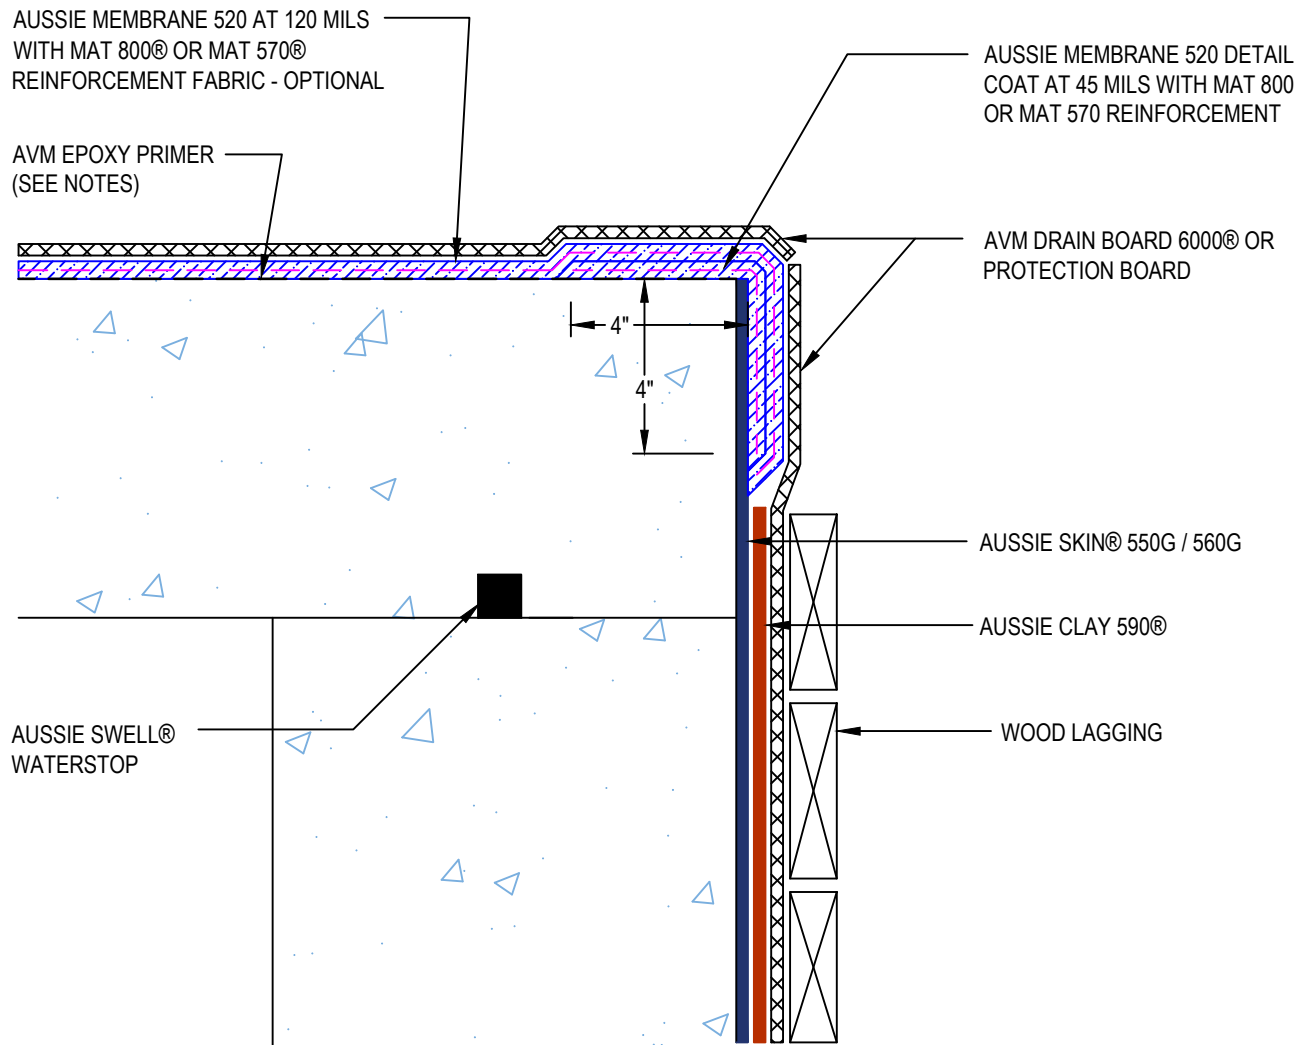 AUSSIE MEMBRANE 520 AT 120 MILS
WITH MAT 800® OR MAT 570®
REINFORCEMENT FABRIC - OPTIONAL
AUSSIE MEMBRANE 520 DETAIL
COAT AT 45 MILS WITH MAT 800
OR MAT 570 REINFORCEMENT
AVM EPOXY PRIMER
(SEE NOTES)
AVM DRAIN BOARD 6000® OR
PROTECTION BOARD
4"
4"
AUSSIE SKIN® 550G / 560G
AUSSIE CLAY 590®
AUSSIE SWELL®
WATERSTOP
WOOD LAGGING